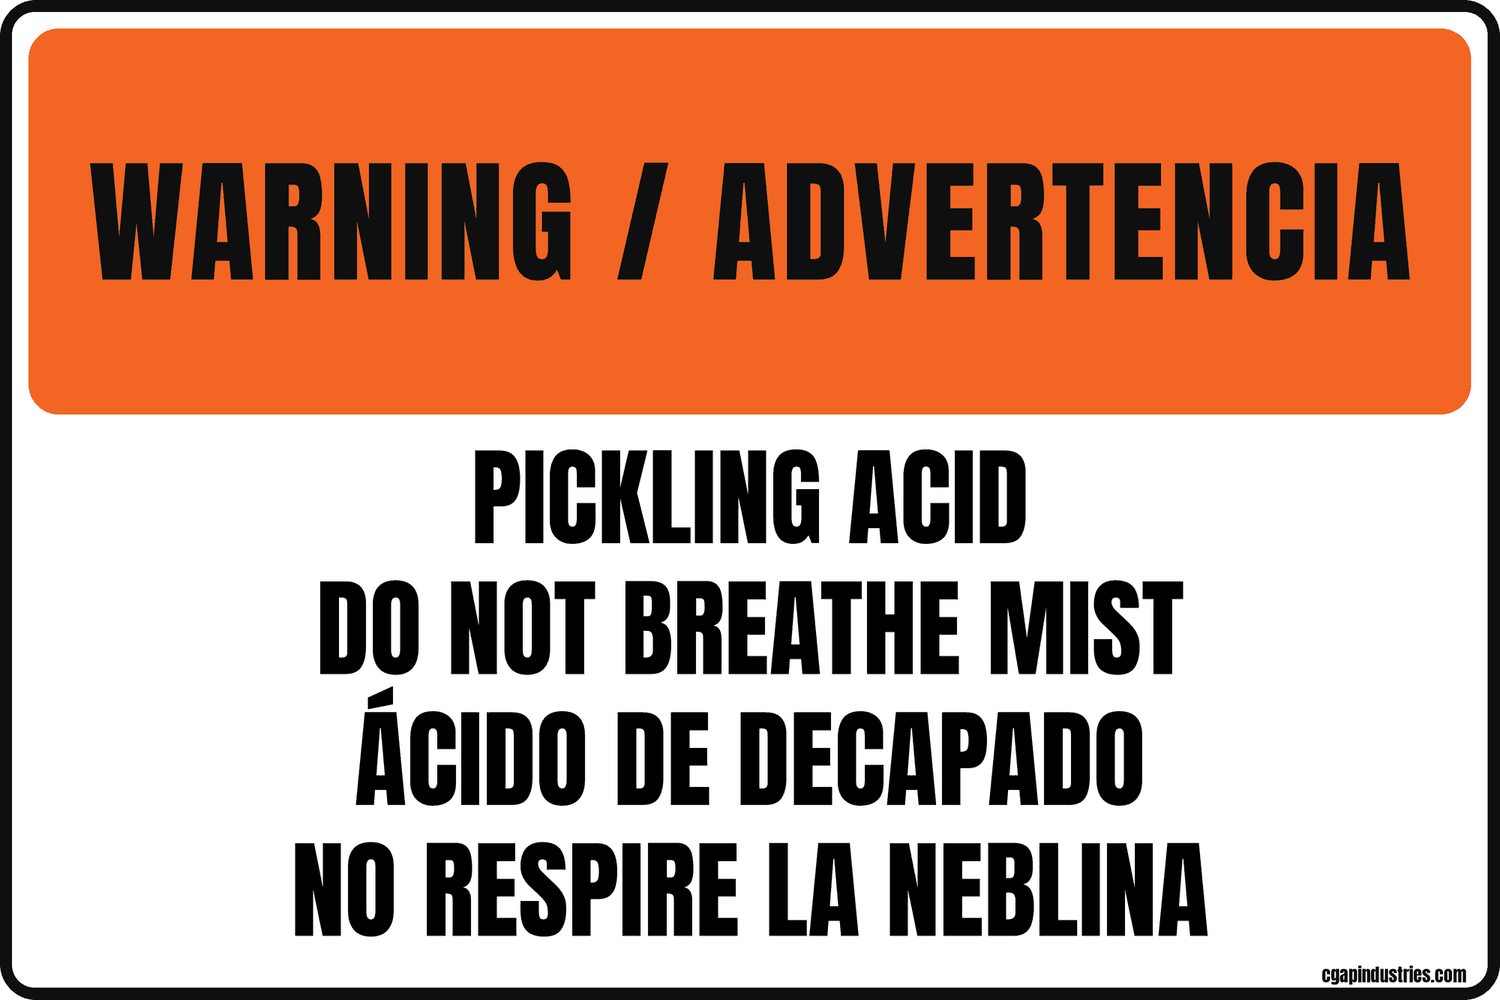 WARNING / ADVERTENCIA
PICKLING ACID
DO NOT BREATHE MIST
ÁCIDO DE DECAPADO
NO RESPIRE LA NEBLINA
cgapindustries.com